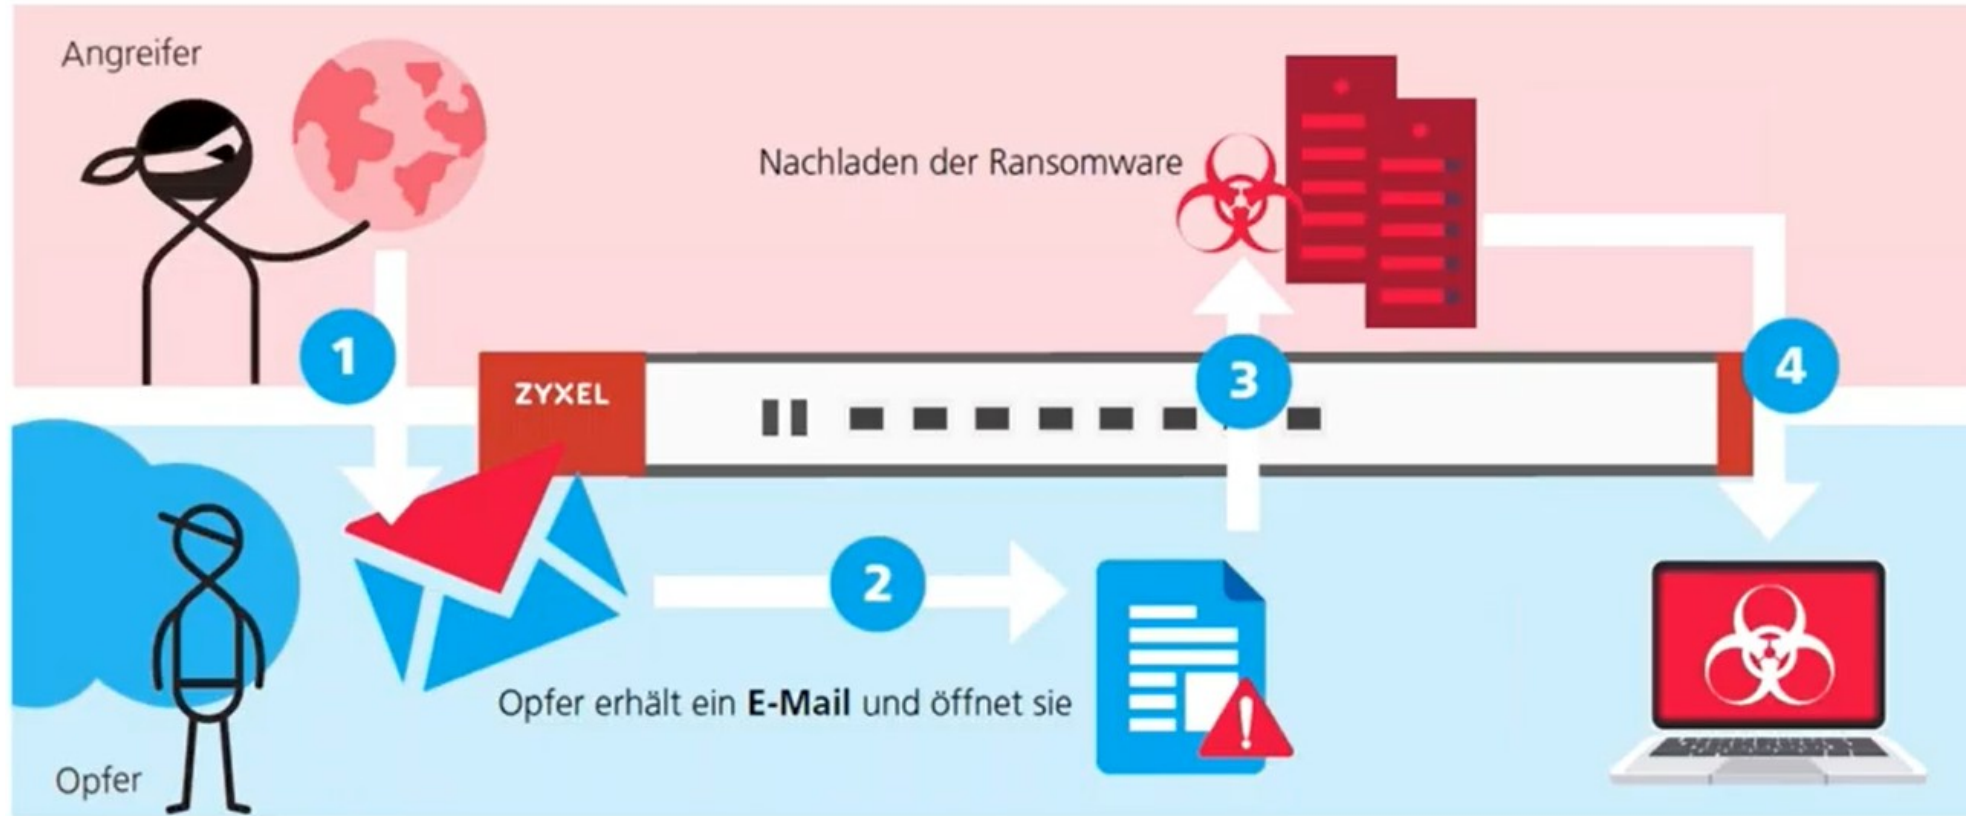 Angreifer
Nachladen der Ransomware
1
ZYXEL
3
4
2
Opfer erhält ein E-Mail und öffnet sie
!
Opfer